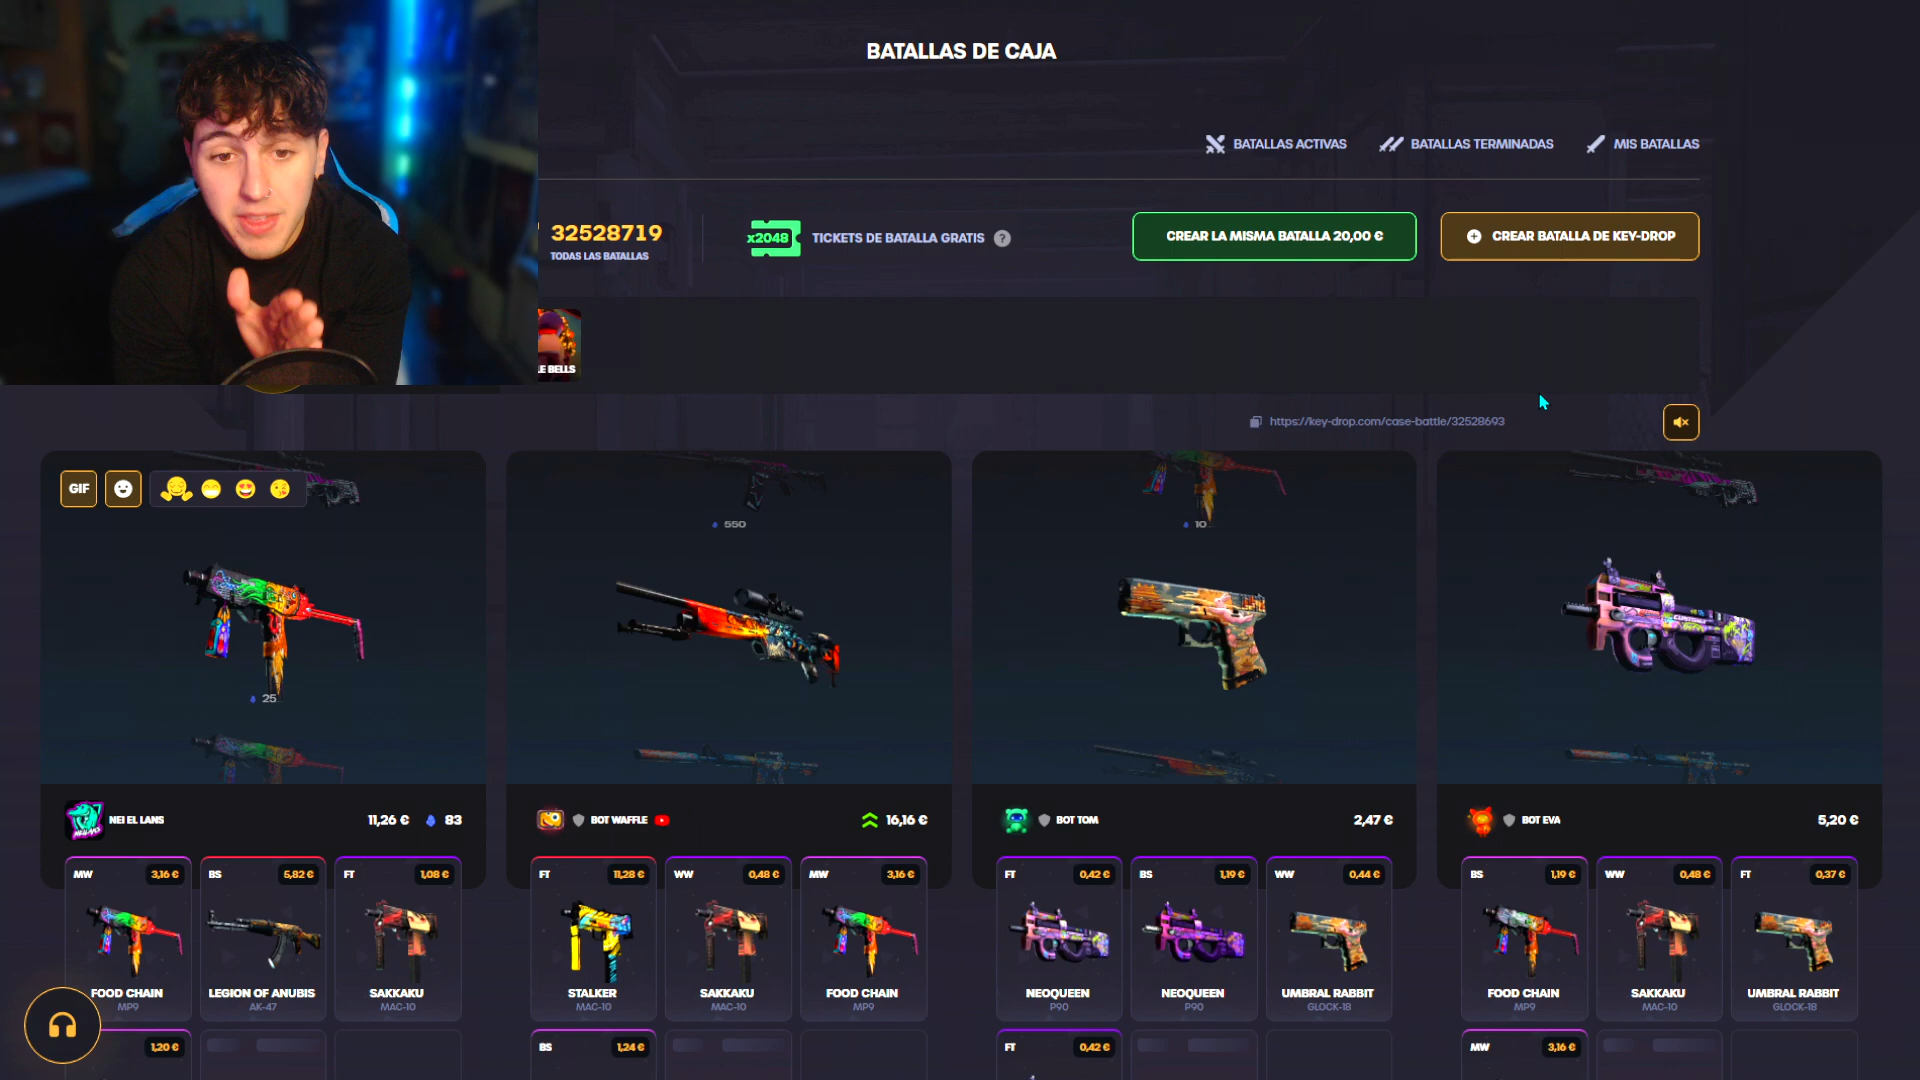 BATALLAS DE CAJA
BATALLAS ACTIVAS
BATALLAS TERMINADAS
MIS BATALLAS
32528719
TODAS LAS BATALLAS
x2048
TICKETS DE BATALLA GRATIS ?
CREAR LA MISMA BATALLA 20,00 €
CREAR BATALLA DE KEY-DROP
LE BELLS
https://key-drop.com/case-battle/32528693
GIF
550
10
25
NEI EL LANS
11,26 €
83
BOT WAFFLE
16,16 €
BOT TOM
2,47 €
BOT EVA
5,20 €
MW 3,16 €
BS 5,82 €
FT 1,08 €
FT 11,28 €
WW 0,48 €
MW 3,16 €
FT 0,42 €
BS 1,19 €
WW 0,44 €
BS 1,19 €
WW 0,48 €
FT 0,37 €
FOOD CHAIN
MP9
LEGION OF ANUBIS
AK-47
SAKKAKU
MAC-10
STALKER
MAC-10
SAKKAKU
MAC-10
FOOD CHAIN
MP9
NEOQUEEN
P90
NEOQUEEN
P90
UMBRAL RABBIT
GLOCK-18
FOOD CHAIN
MP9
SAKKAKU
MAC-10
UMBRAL RABBIT
GLOCK-18
1,20 €
BS 1,24 €
FT 0,42 €
MW 3,16 €